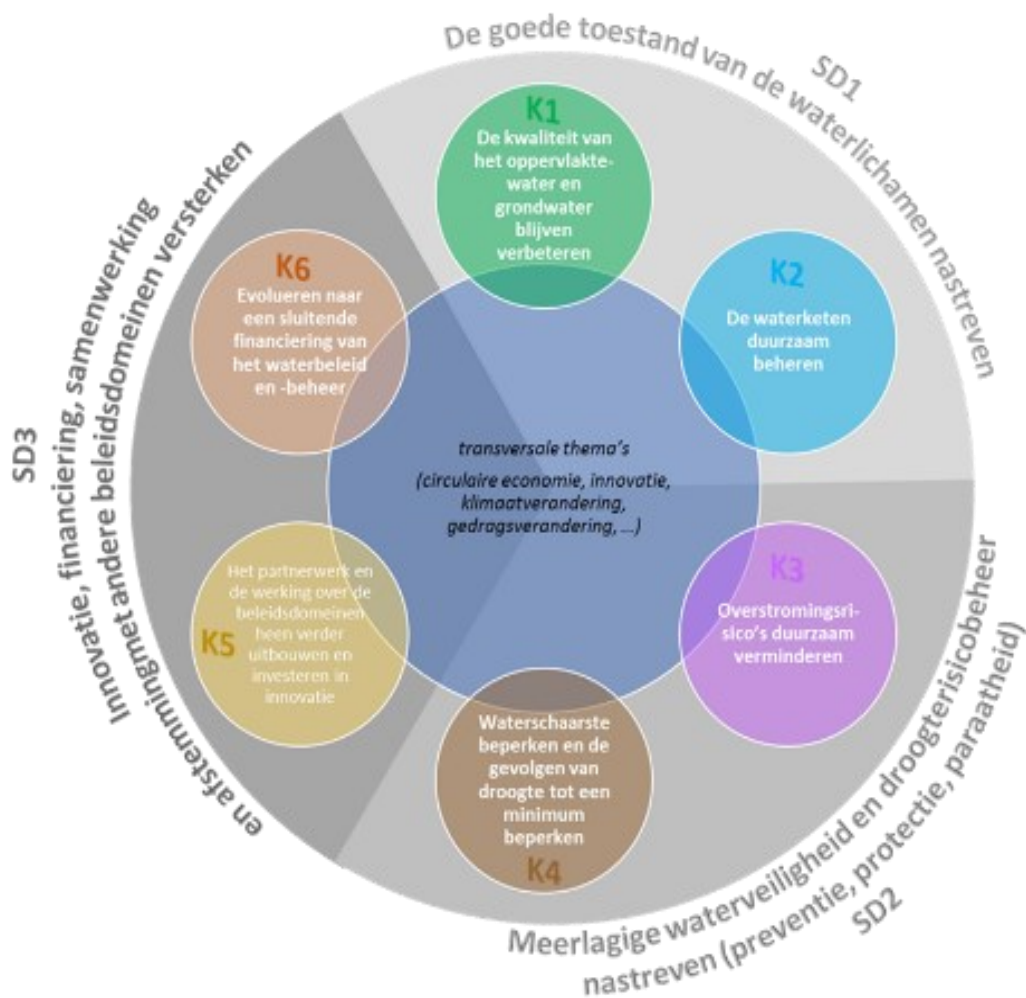 De goede toestand van de waterlichamen nastreven
SD1
K1
De kwaliteit van
het oppervlakte-
water en
grondwater
blijven
verbeteren
K2
De waterketen
duurzaam
beheren
K3
Overstromingsri-
sico's duurzaam
verminderen
Meerlagige waterveiligheid en droogterisicobeheer
nastreven (preventie, protectie, paraatheid)
SD2
Waterschaarste
beperken en de
gevolgen van
droogte tot een
minimum
beperken
K4
Het partnerwerk en
de werking over de
beleidsdomeinen
heen verder
uitbouwen en
investeren in
innovatie
K5
K6
Evolueren naar
een sluitende
financiering van
het waterbeleid
en -beheer
SD3
Innovatie, financiering, samenwerking
en afstemmingmet andere beleidsdomeinen versterken
transversale thema's
(circulaire economie, innovatie,
klimaatverandering,
gedragsverandering, ...)